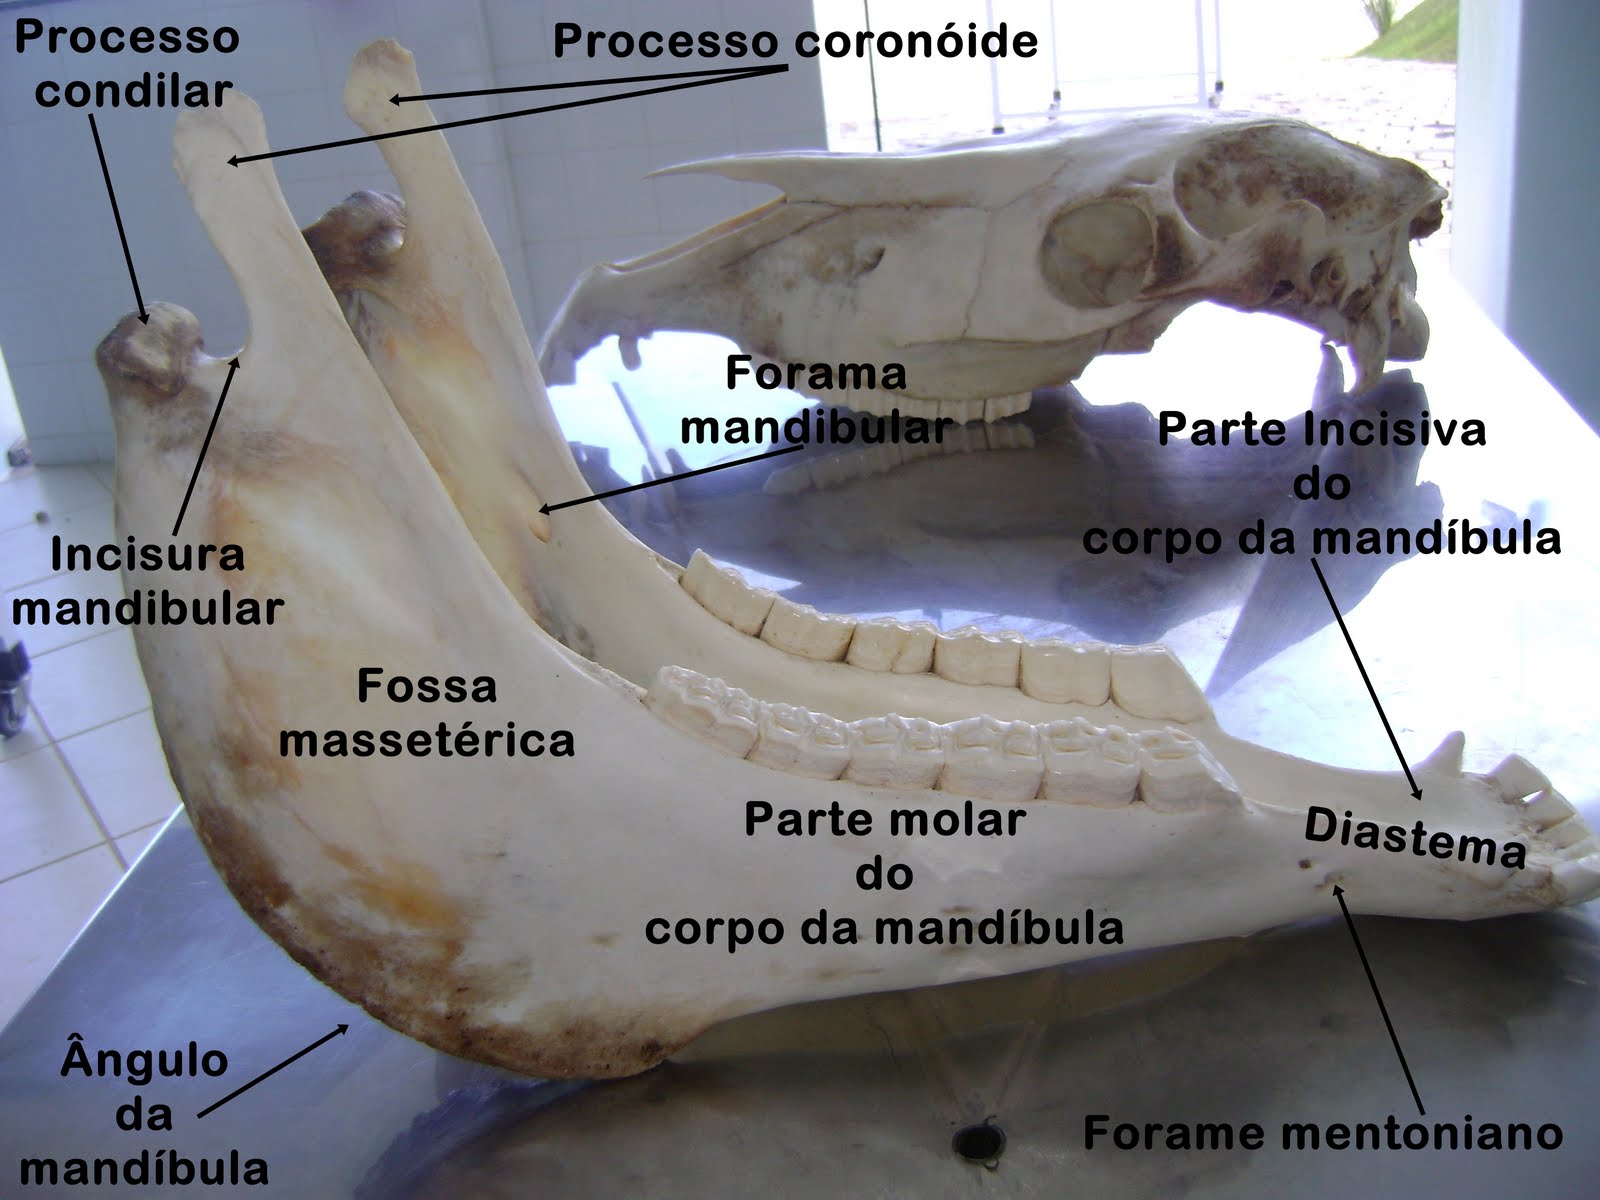 Processo
condilar
Processo coronóide
Forama
mandibular
Parte Incisiva
do
corpo da mandíbula
Incisura
mandibular
Fossa
massetérica
Parte molar
do
corpo da mandíbula
Diastema
Ângulo
da
mandíbula
Forame mentoniano